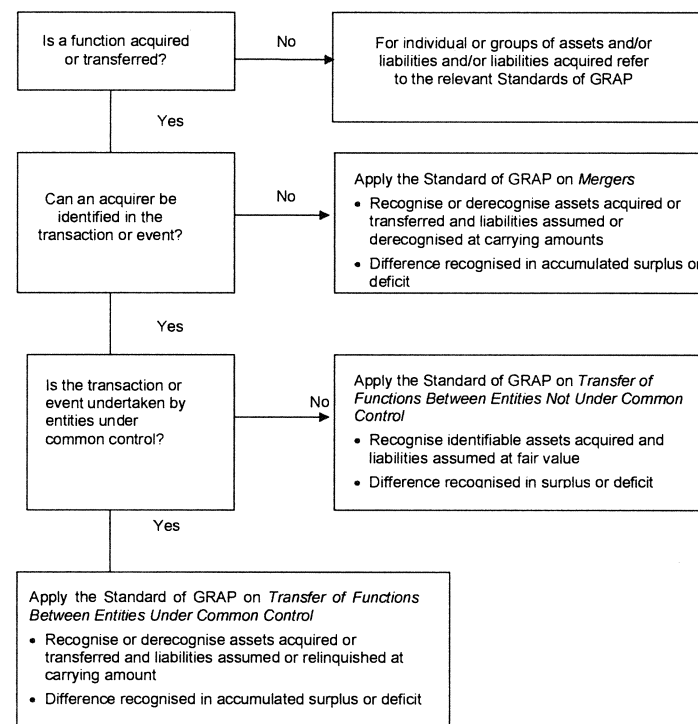 Is a function acquired
or transferred?
No
For individual or groups of assets and/or
liabilities and/or liabilities acquired refer
to the relevant Standards of GRAP
Yes
Can an acquirer be
identified in the
transaction or event?
No
Apply the Standard of GRAP on Mergers
• Recognise or derecognise assets acquired or
transferred and liabilities assumed or
derecognised at carrying amounts
• Difference recognised in accumulated surplus or
deficit
Yes
Is the transaction or
event undertaken by
entities under
common control?
No
Apply the Standard of GRAP on Transfer of
Functions Between Entities Not Under Common
Control
• Recognise identifiable assets acquired and
liabilities assumed at fair value
• Difference recognised in surplus or deficit
Yes
Apply the Standard of GRAP on Transfer of Functions
Between Entities Under Common Control
• Recognise or derecognise assets acquired or
transferred and liabilities assumed or relinquished at
carrying amount
• Difference recognised in accumulated surplus or deficit